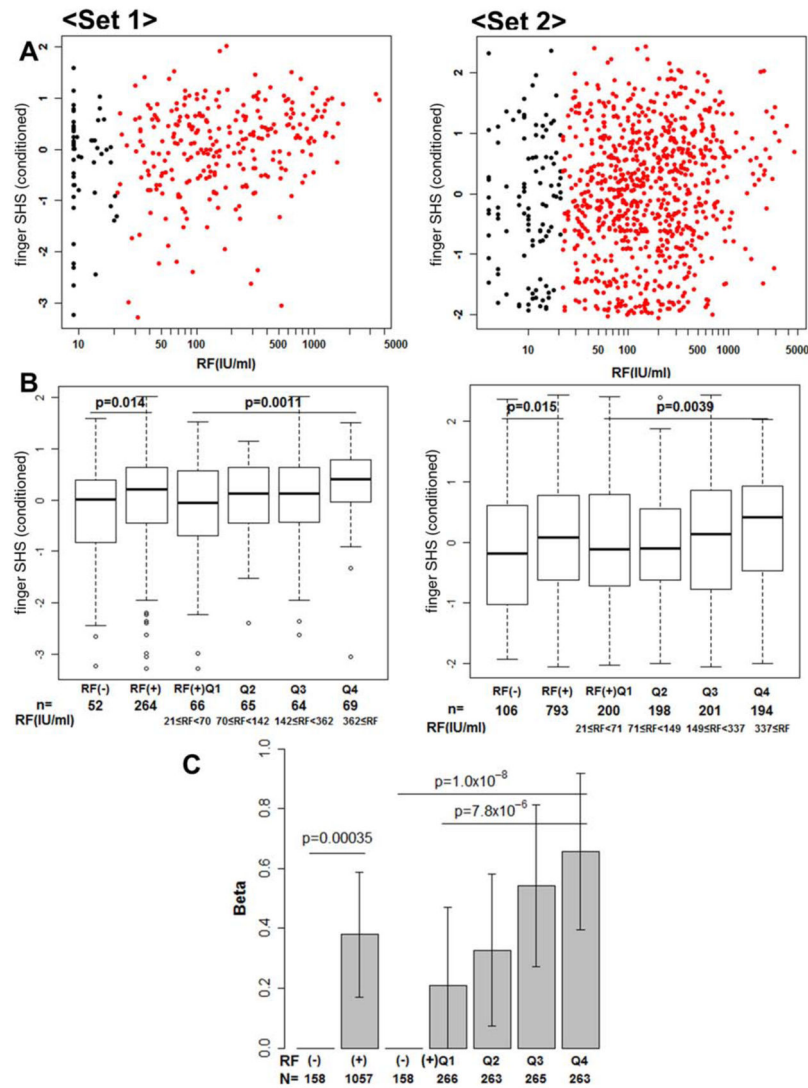 <Set 1> <Set 2>
A
finger SHS (conditioned)
2
1
0
-1
-2
-3
10 50 100 500 1000 5000
RF(IU/ml)
finger SHS (conditioned)
2
1
0
-1
-2
10 50 100 500 1000 5000
RF(IU/ml)
B
finger SHS (conditioned)
2
1
0
-1
-2
-3
p=0.014 p=0.0011
RF(-) RF(+) RF(+)Q1 Q2 Q3 Q4
n= 52 264 66 65 64 69
RF(IU/ml) 21≤RF<70 70≤RF<142 142≤RF<362 362≤RF
finger SHS (conditioned)
2
1
0
-1
-2
p=0.015 p=0.0039
RF(-) RF(+) RF(+)Q1 Q2 Q3 Q4
n= 106 793 200 198 201 194
RF(IU/ml) 21≤RF<71 71≤RF<149 149≤RF<337 337≤RF
C
Beta
1.0
0.8
0.6
0.4
0.2
0.0
p=1.0x10⁻⁸
p=7.8x10⁻⁶
p=0.00035
RF (-) (+) (-) (+)Q1 Q2 Q3 Q4
N= 158 1057 158 266 263 265 263